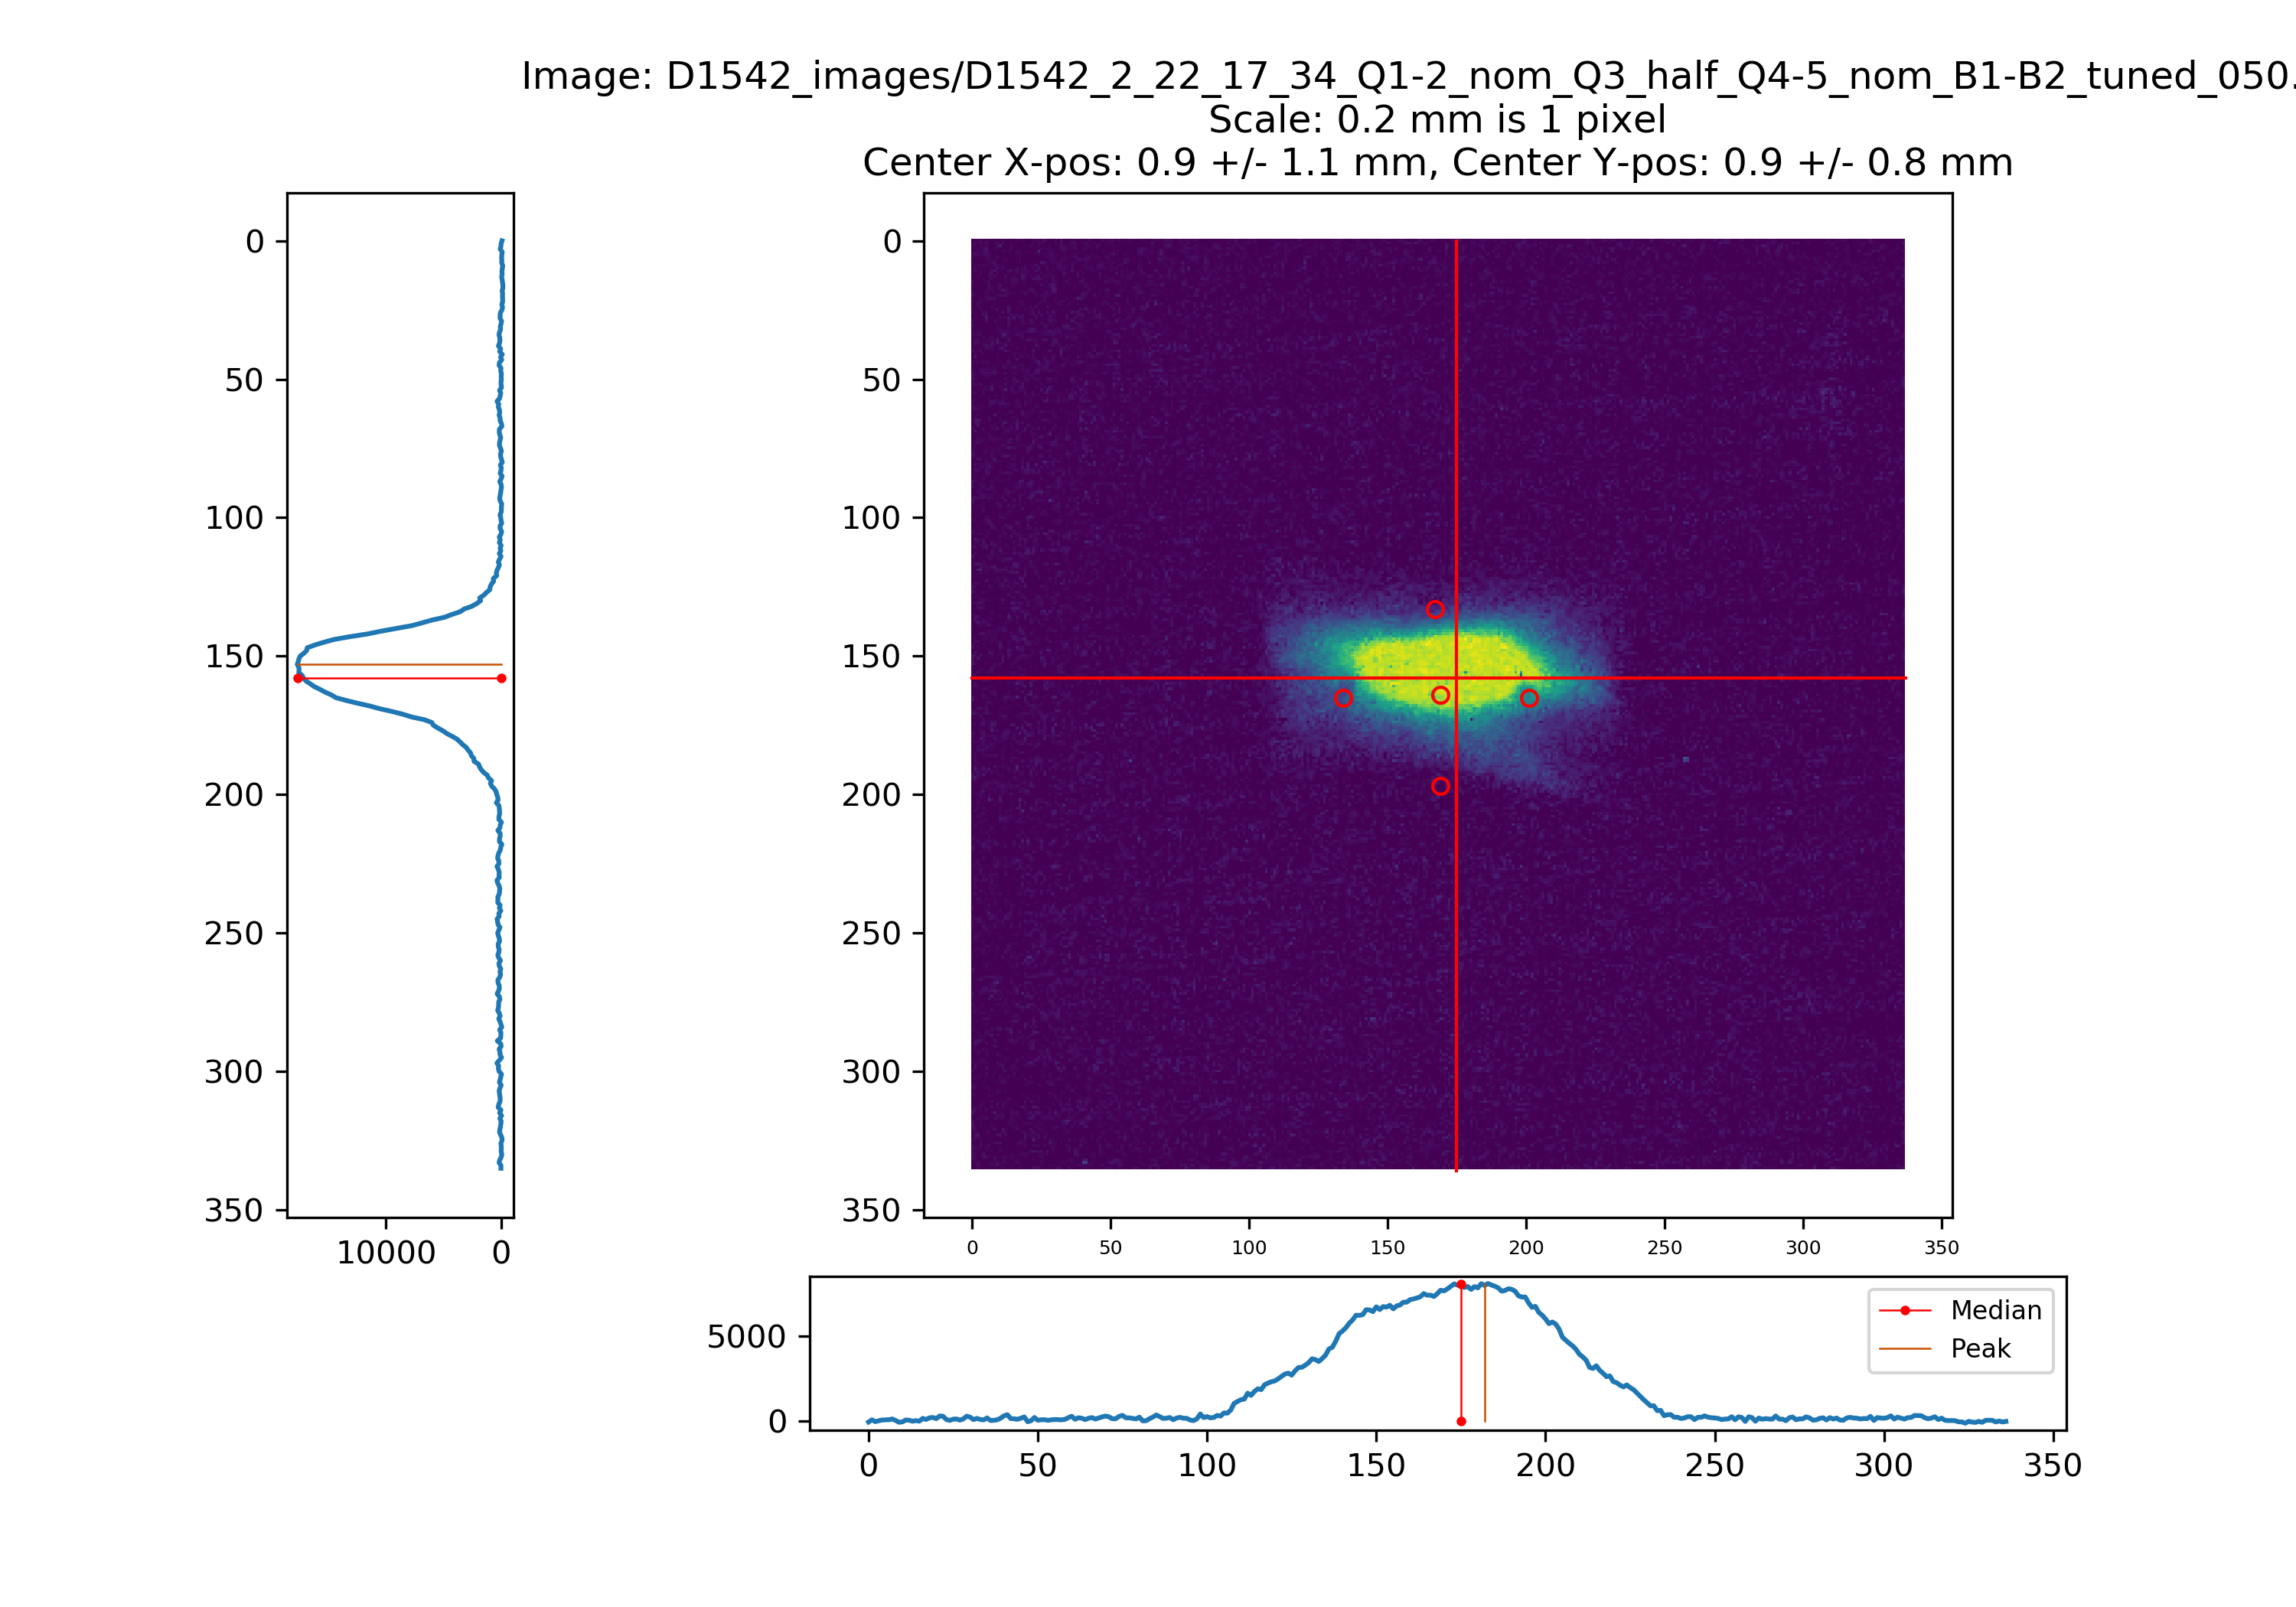 Image: D1542_images/D1542_2_22_17_34_Q1-2_nom_Q3_half_Q4-5_nom_B1-B2_tuned_050.
Scale: 0.2 mm is 1 pixel
Center X-pos: 0.9 +/- 1.1 mm, Center Y-pos: 0.9 +/- 0.8 mm
0
50
100
150
200
250
300
350
10000 0
0
50
100
150
200
250
300
350
0 50 100 150 200 250 300 350
5000
0
Median
Peak
0 50 100 150 200 250 300 350